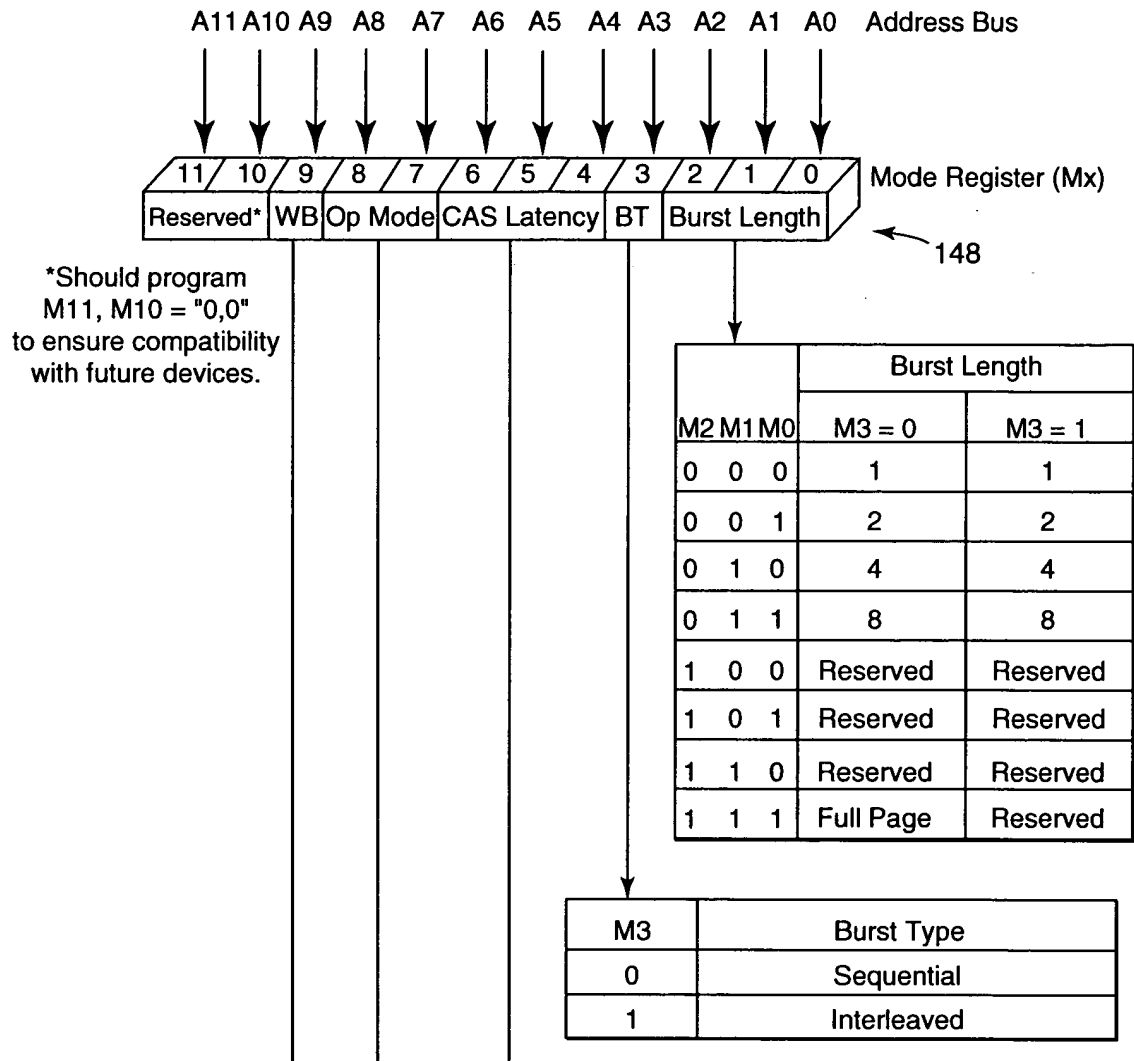 A11 A10 A9 A8 A7 A6 A5 A4 A3 A2 A1 A0 Address Bus
11 10 9 8 7 6 5 4 3 2 1 0 Mode Register (Mx)
Reserved* WB Op Mode CAS Latency BT Burst Length
148
*Should program
M11, M10 = "0,0"
to ensure compatibility
with future devices.
Burst Length
M2 M1 M0 M3 = 0 M3 = 1
0 0 0 1 1
0 0 1 2 2
0 1 0 4 4
0 1 1 8 8
1 0 0 Reserved Reserved
1 0 1 Reserved Reserved
1 1 0 Reserved Reserved
1 1 1 Full Page Reserved
M3 Burst Type
0 Sequential
1 Interleaved